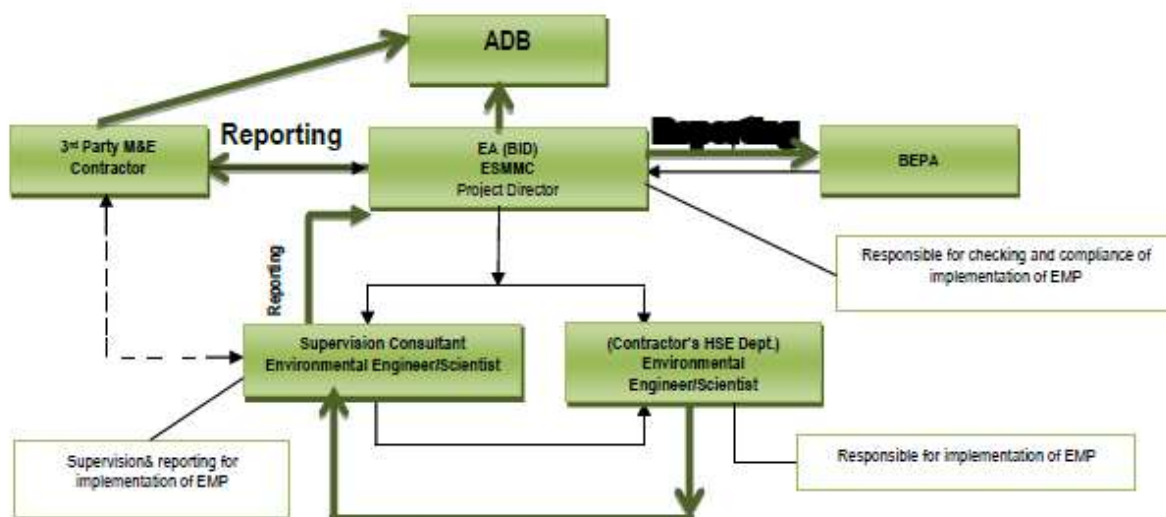 ADB
Reporting
Reporting
3rd Party M&E
Contractor
EA (BID)
ESMMC
Project Director
BEPA
Responsible for checking and compliance of
implementation of EMP
Reporting
Supervision Consultant
Environmental Engineer/Scientist
(Contractor's HSE Dept.)
Environmental
Engineer/Scientist
Supervision& reporting for
implementation of EMP
Responsible for implementation of EMP